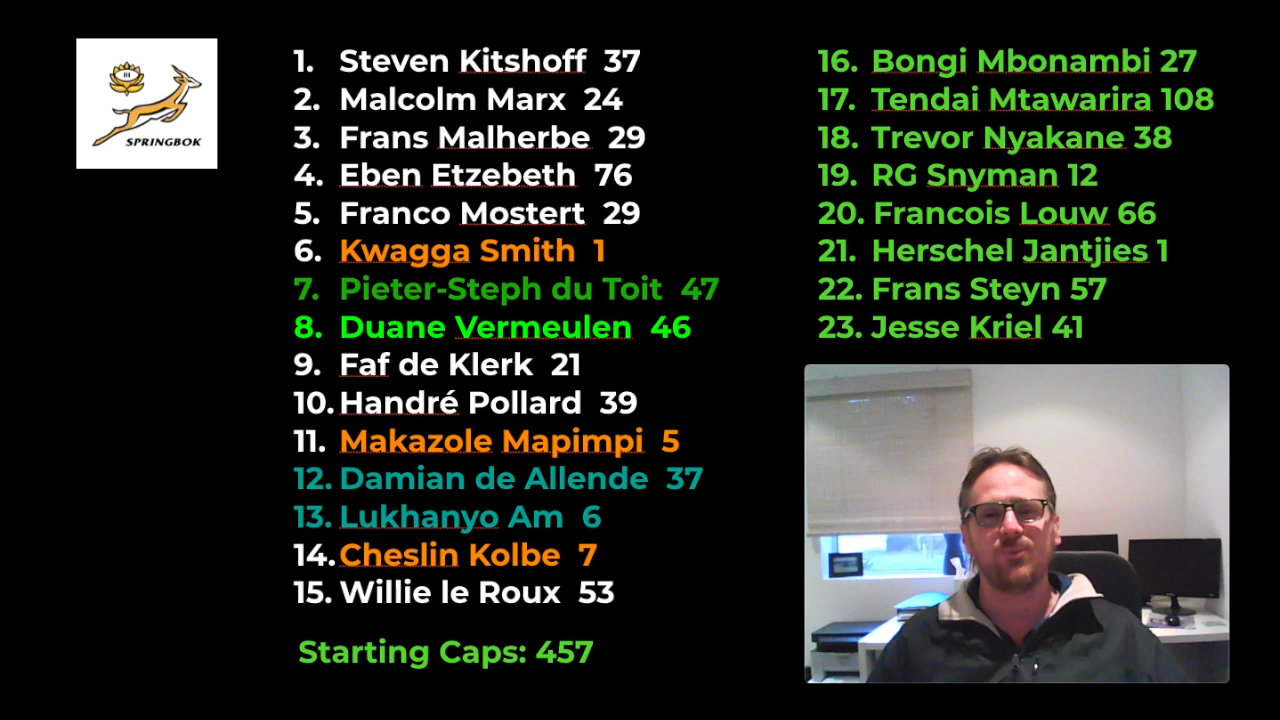 SPRINGBOK
1. Steven Kitshoff 37
2. Malcolm Marx 24
3. Frans Malherbe 29
4. Eben Etzebeth 76
5. Franco Mostert 29
6. Kwagga Smith 1
7. Pieter-Steph du Toit 47
8. Duane Vermeulen 46
9. Faf de Klerk 21
10. Handré Pollard 39
11. Makazole Mapimpi 5
12. Damian de Allende 37
13. Lukhanyo Am 6
14. Cheslin Kolbe 7
15. Willie le Roux 53
Starting Caps: 457
16. Bongi Mbonambi 27
17. Tendai Mtawarira 108
18. Trevor Nyakane 38
19. RG Snyman 12
20. Francois Louw 66
21. Herschel Jantjies 1
22. Frans Steyn 57
23. Jesse Kriel 41